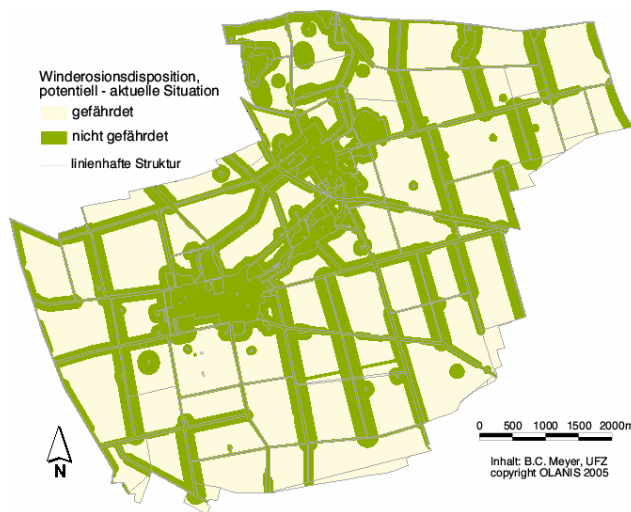 Winderosionsdisposition,
potentiell - aktuelle Situation
gefährdet
nicht gefährdet
linienhafte Struktur
N
0 500 1000 1500 2000m
Inhalt: B.C. Meyer, UFZ
copyright OLANIS 2005